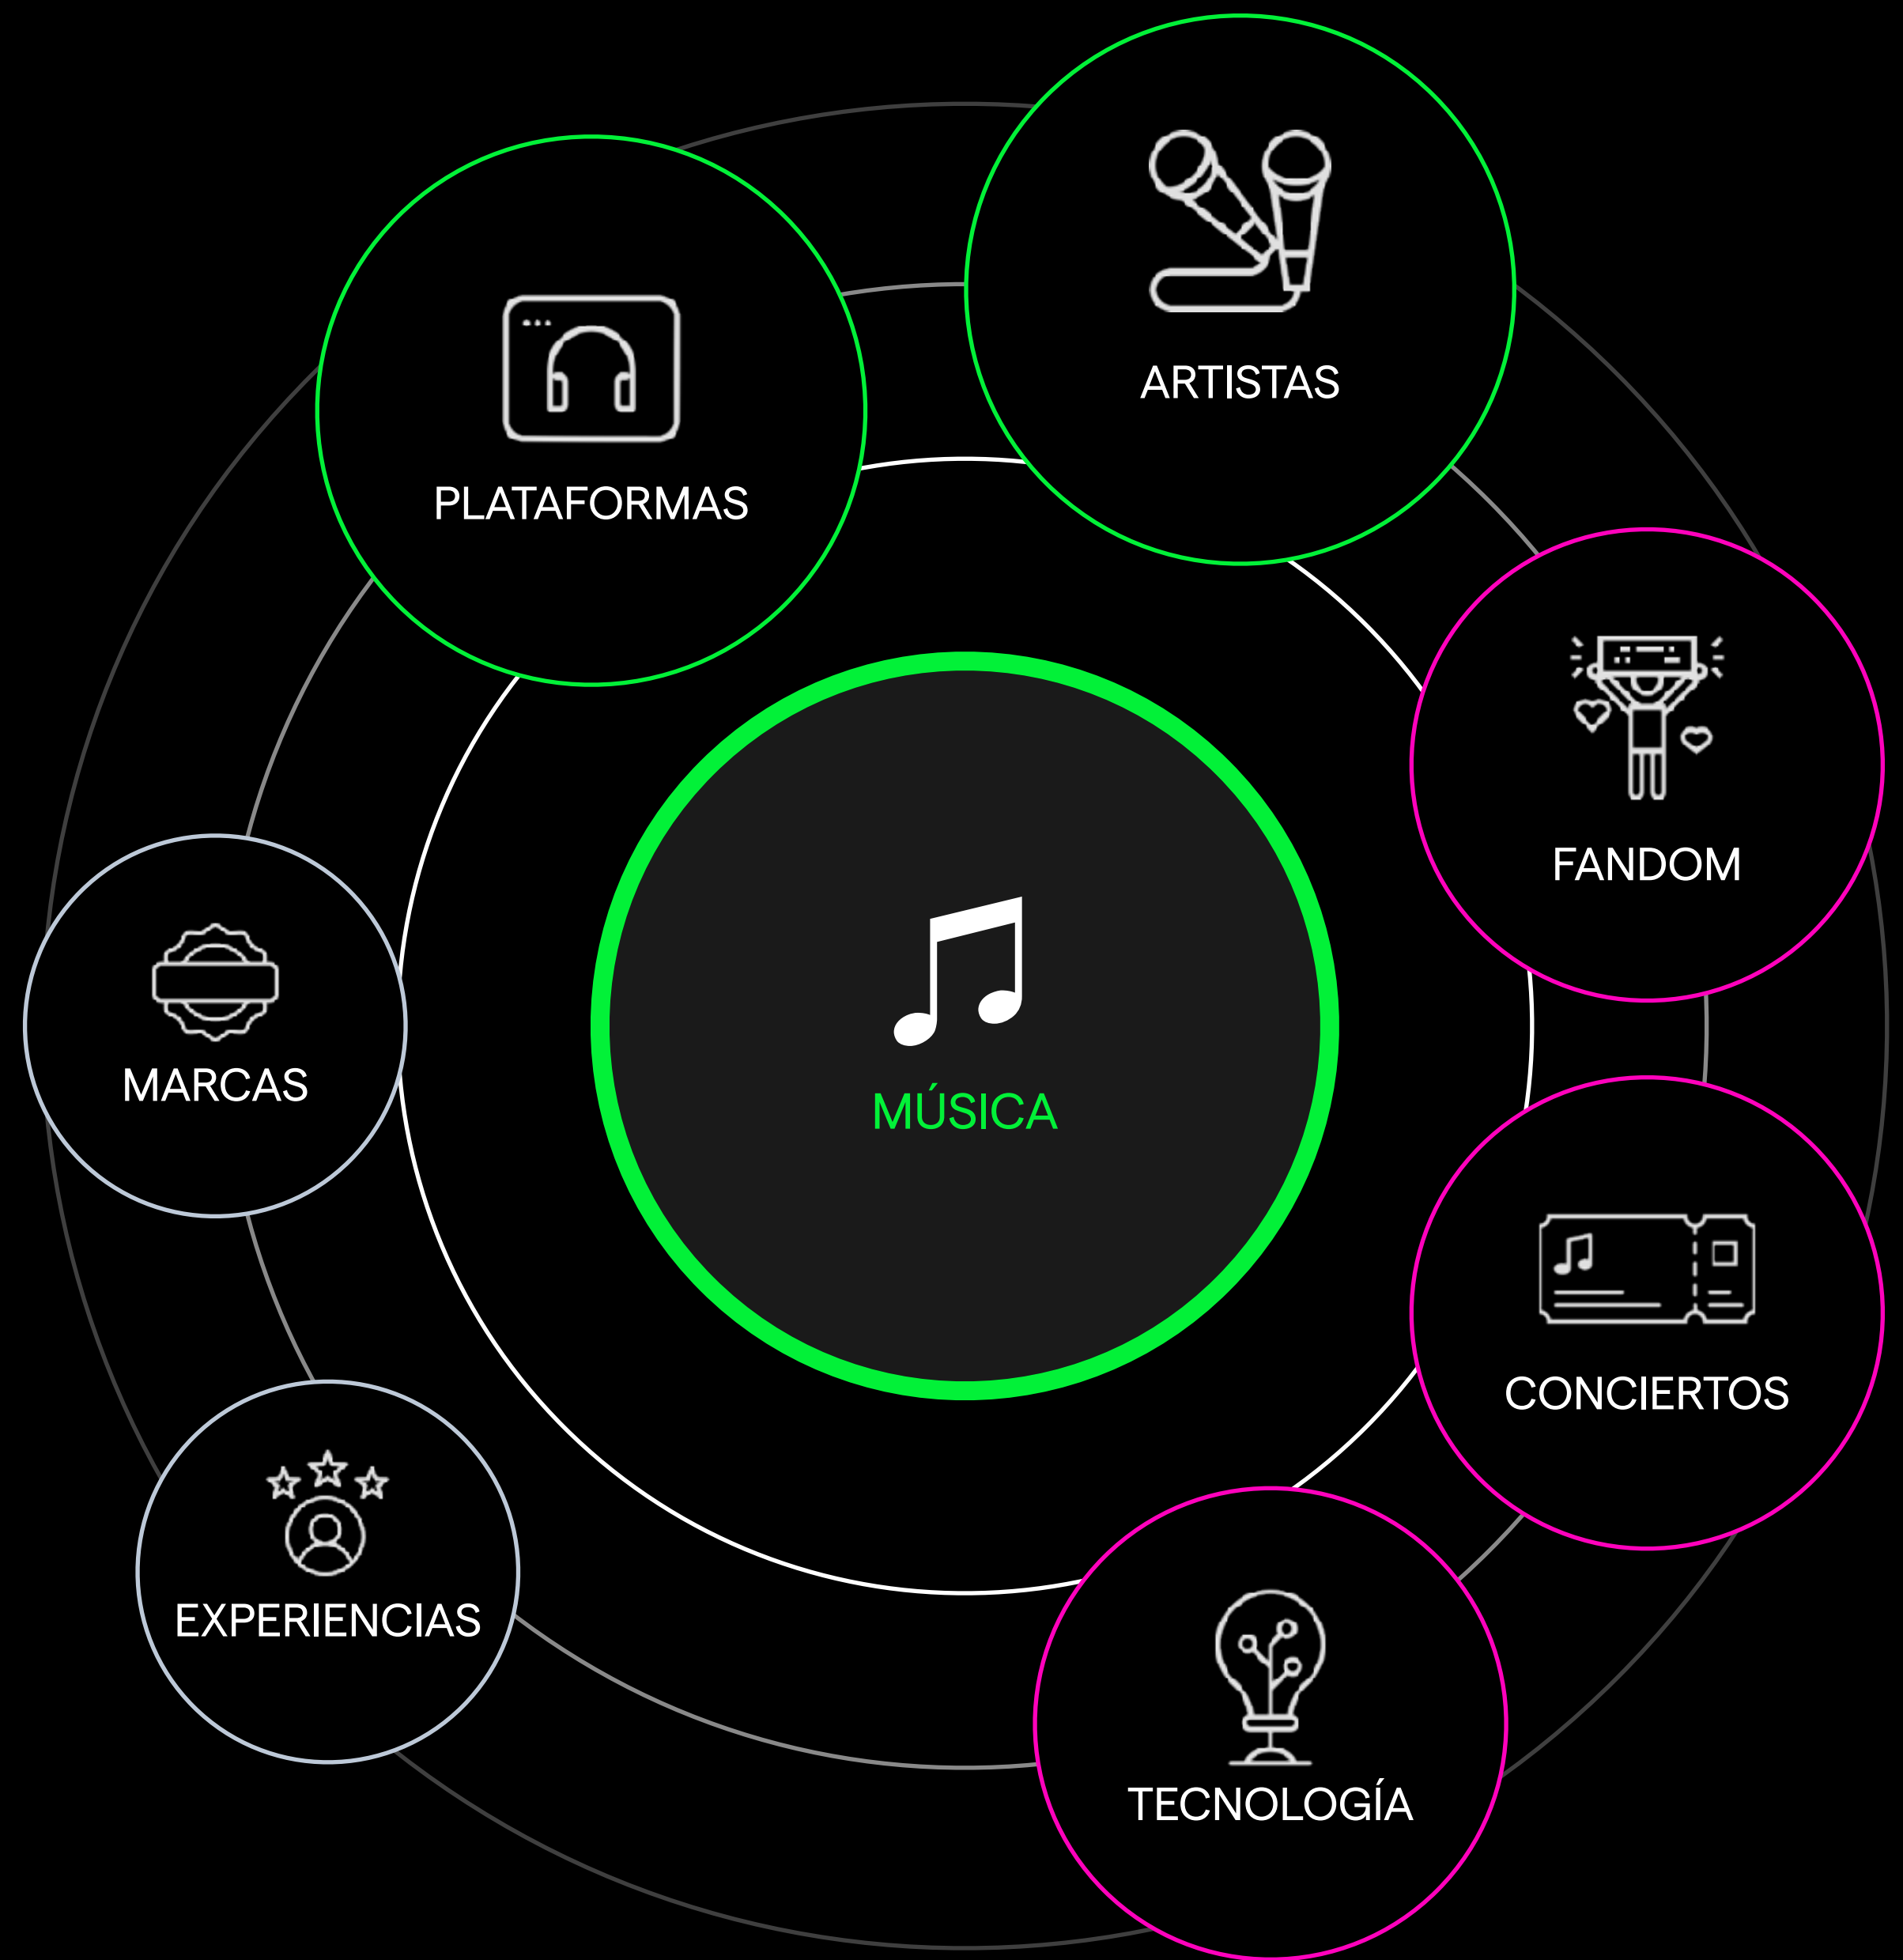 ARTISTAS
PLATAFORMAS
FANDOM
MARCAS
MÚSICA
CONCIERTOS
EXPERIENCIAS
TECNOLOGÍA